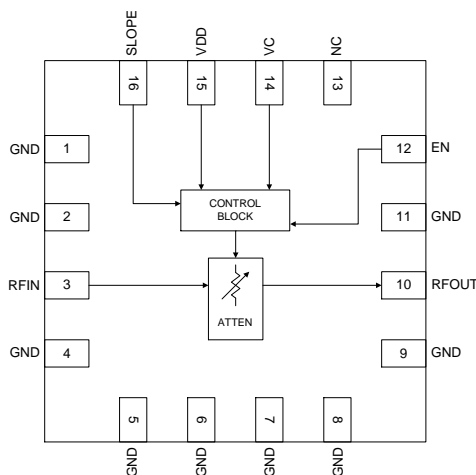 SLOPE
VDD
VC
NC
16
15
14
13
GND 1
12 EN
GND 2
CONTROL
BLOCK
11 GND
RFIN 3
ATTEN
10 RFOUT
GND 4
9 GND
5
6
7
8
GND
GND
GND
GND